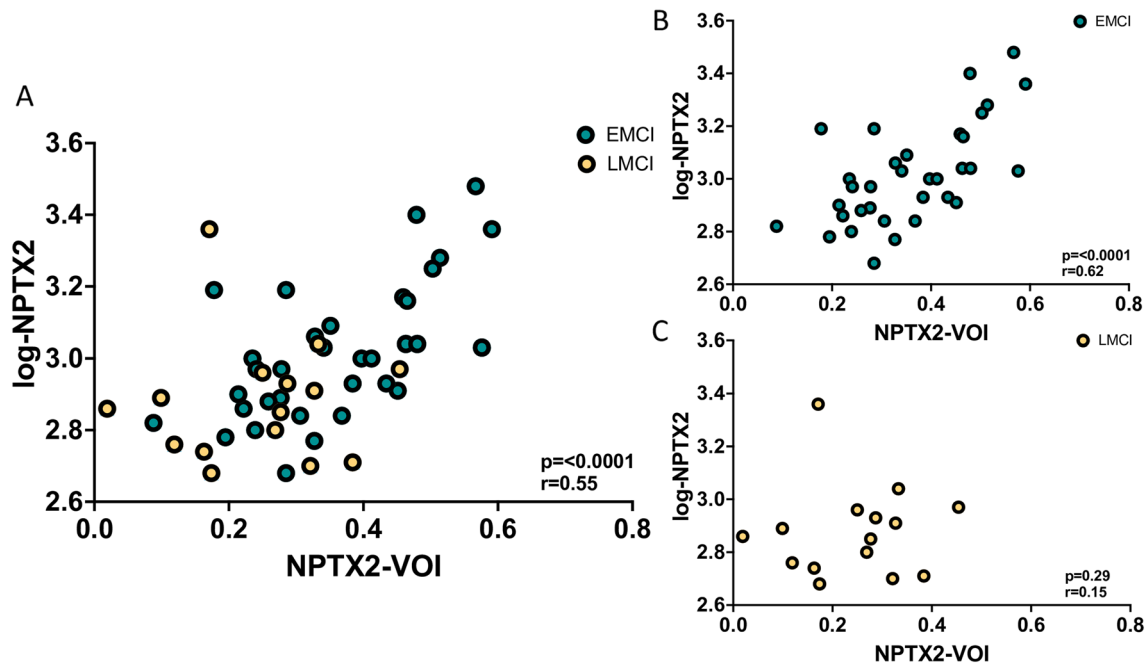 A
log-NPTX2
3.6
3.4
3.2
3.0
2.8
2.6
0.0
0.2
0.4
0.6
0.8
NPTX2-VOI
EMCI
LMCI
p=<0.0001
r=0.55
B
log-NPTX2
3.6
3.4
3.2
3.0
2.8
2.6
0.0
0.2
0.4
0.6
0.8
NPTX2-VOI
EMCI
p=<0.0001
r=0.62
C
log-NPTX2
3.6
3.4
3.2
3.0
2.8
2.6
0.0
0.2
0.4
0.6
0.8
NPTX2-VOI
LMCI
p=0.29
r=0.15